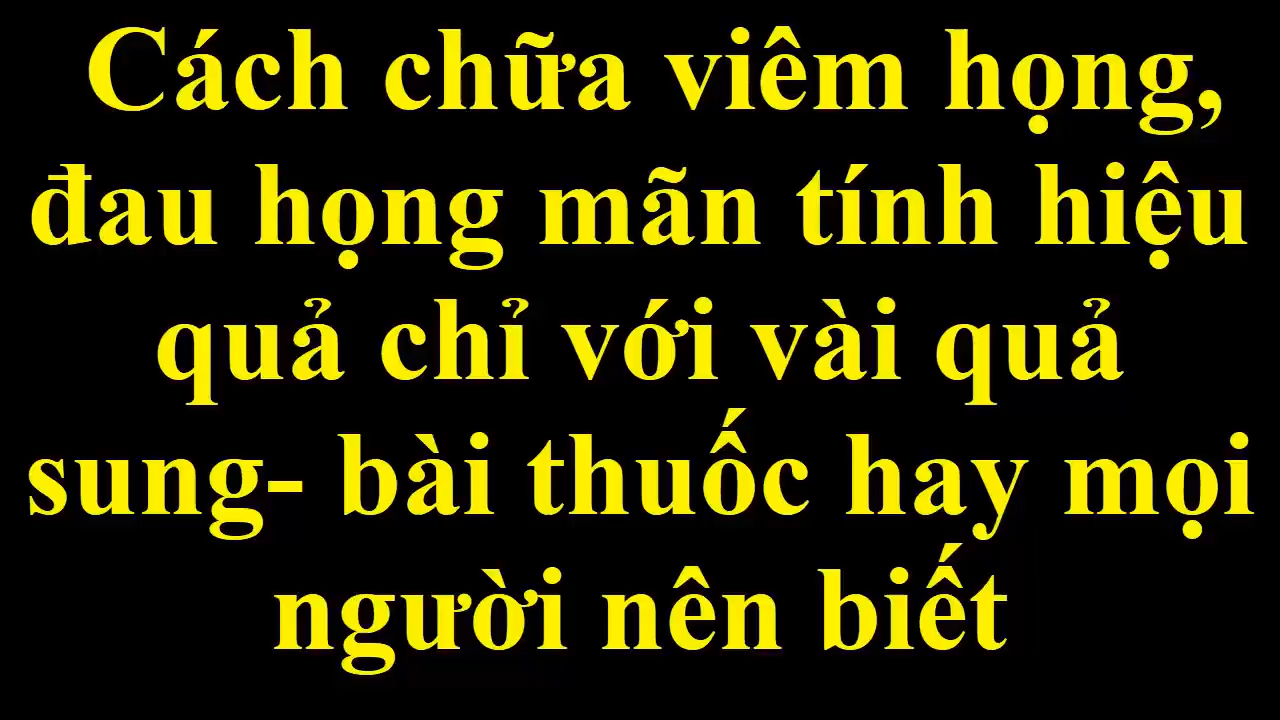 Cách chữa viêm họng,
đau họng mãn tính hiệu
quả chỉ với vài quả
sung- bài thuốc hay mọi
người nên biết